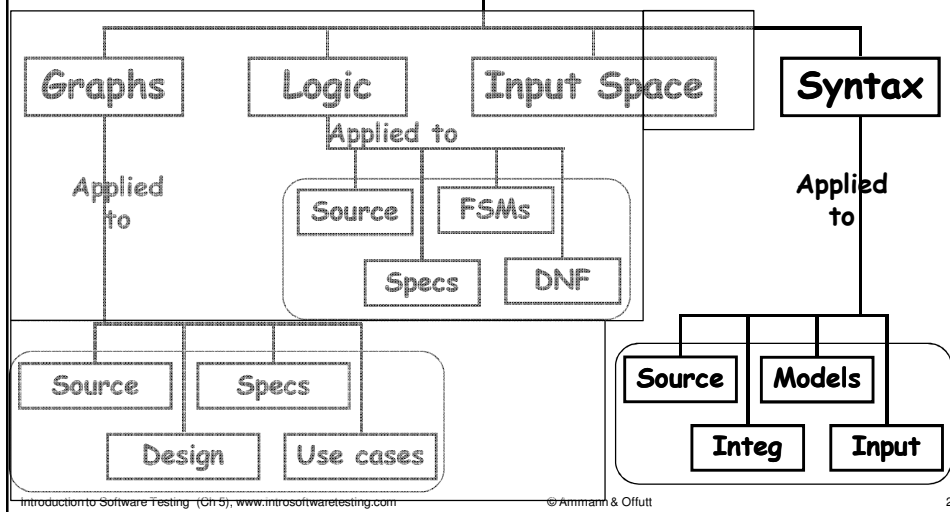 Graphs
Logic
Input Space
Syntax
Applied to
Applied
to
Applied
to
Source
FSMs
Specs
DNF
Source
Specs
Design
Use cases
Source
Models
Integ
Input
Introduction to Software Testing (Ch 5), www.introsoftwaretesting.com
© Ammann & Offutt
2